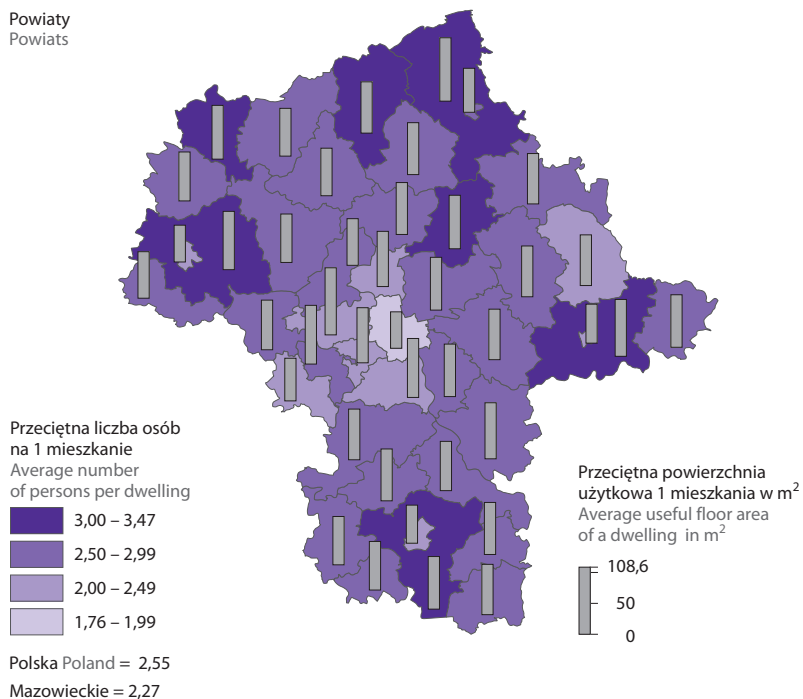 Powiaty
Powiats
Przeciętna liczba osób
na 1 mieszkanie
Average number
of persons per dwelling
3,00 – 3,47
2,50 – 2,99
2,00 – 2,49
1,76 – 1,99
Polska Poland = 2,55
Mazowieckie = 2,27
Przeciętna powierzchnia
użytkowa 1 mieszkania w m²
Average useful floor area
of a dwelling in m²
108,6
50
0